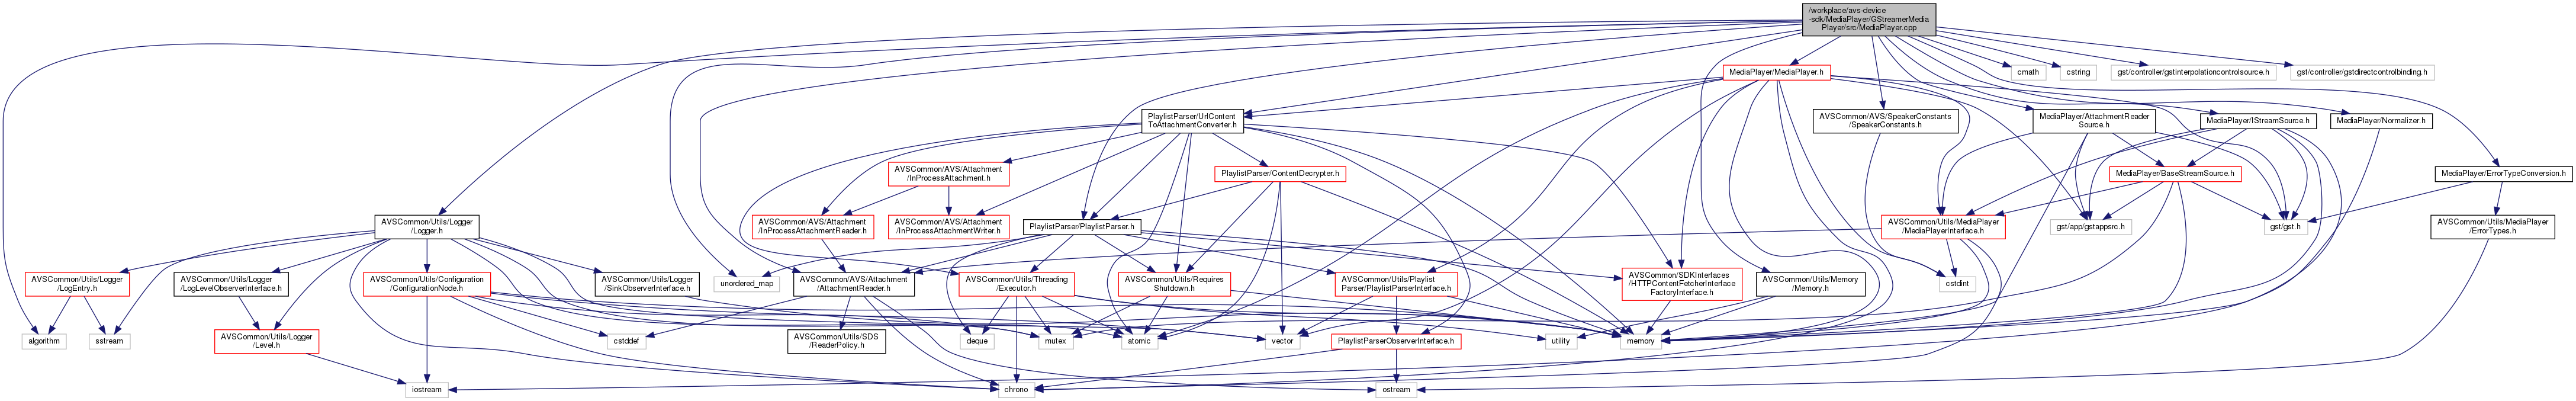 /workplace/avs-device
-sdk/MediaPlayer/GStreamerMedia
Player/src/MediaPlayer.cpp
MediaPlayer/MediaPlayer.h
cmath
cstring
gst/controller/gstinterpolationcontrolsource.h
gst/controller/gstdirectcontrolbinding.h
PlaylistParser/UrlContent
ToAttachmentConverter.h
AVSCommon/AVS/SpeakerConstants
/SpeakerConstants.h
MediaPlayer/AttachmentReader
Source.h
MediaPlayer/IStreamSource.h
MediaPlayer/Normalizer.h
AVSCommon/AVS/Attachment
/InProcessAttachment.h
PlaylistParser/ContentDecrypter.h
MediaPlayer/BaseStreamSource.h
MediaPlayer/ErrorTypeConversion.h
AVSCommon/Utils/Logger
/Logger.h
AVSCommon/AVS/Attachment
/InProcessAttachmentReader.h
AVSCommon/AVS/Attachment
/InProcessAttachmentWriter.h
PlaylistParser/PlaylistParser.h
AVSCommon/Utils/MediaPlayer
/MediaPlayerInterface.h
gst/app/gstappsrc.h
gst/gst.h
AVSCommon/Utils/MediaPlayer
/ErrorTypes.h
AVSCommon/Utils/Logger
/LogEntry.h
AVSCommon/Utils/Logger
/LogLevelObserverInterface.h
AVSCommon/Utils/Configuration
/ConfigurationNode.h
AVSCommon/Utils/Logger
/SinkObserverInterface.h
unordered_map
AVSCommon/AVS/Attachment
/AttachmentReader.h
AVSCommon/Utils/Threading
/Executor.h
AVSCommon/Utils/Requires
Shutdown.h
AVSCommon/Utils/Playlist
Parser/PlaylistParserInterface.h
AVSCommon/SDKInterfaces
/HTTPContentFetcherInterface
FactoryInterface.h
AVSCommon/Utils/Memory
/Memory.h
cstdint
algorithm
sstream
AVSCommon/Utils/Logger
/Level.h
cstddef
AVSCommon/Utils/SDS
/ReaderPolicy.h
deque
mutex
atomic
vector
PlaylistParserObserverInterface.h
utility
memory
iostream
chrono
ostream